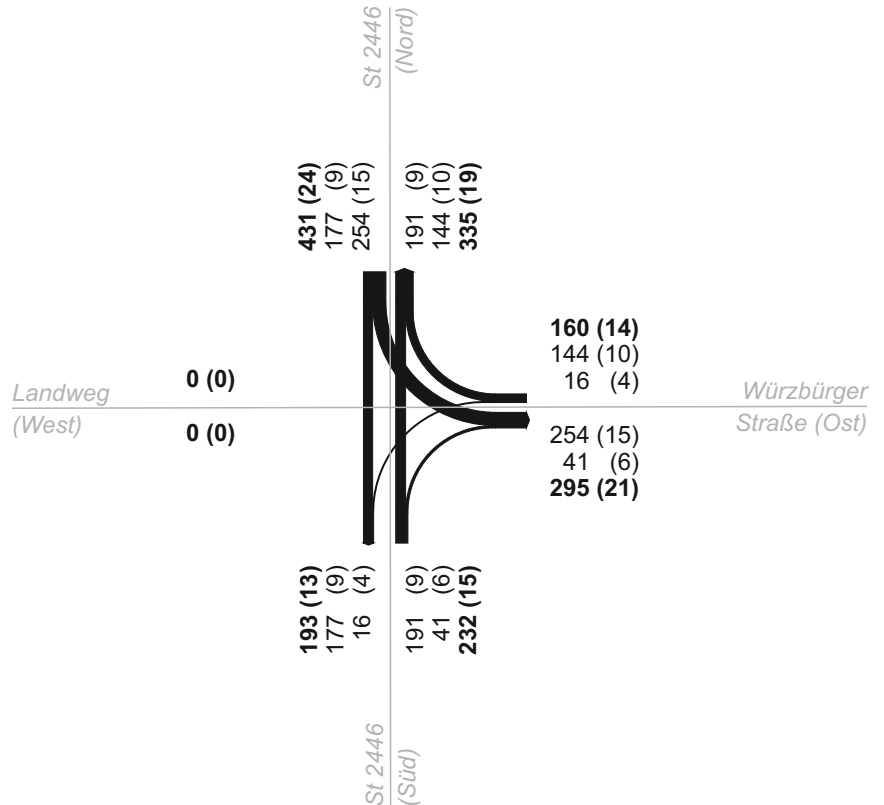 St 2446
(Nord)
431 (24)
177 (9)
254 (15)
191 (9)
144 (10)
335 (19)
160 (14)
144 (10)
16 (4)
0 (0)
Landweg
(West)
0 (0)
Würzbürger
Straße (Ost)
254 (15)
41 (6)
295 (21)
193 (13)
177 (9)
16 (4)
191 (9)
41 (6)
232 (15)
St 2446
(Süd)